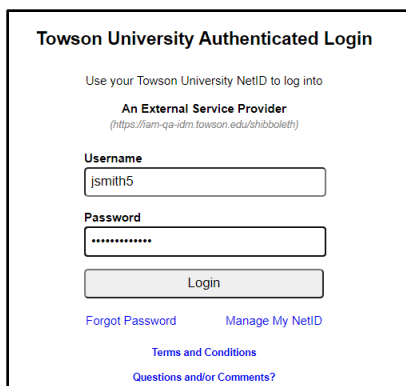 Towson University Authenticated Login
Use your Towson University NetID to log into
An External Service Provider
(https://iam-qa-idm.towson.edu/shibboleth)
Username
jsmith5
Password
•••••••••••••
Login
Forgot Password Manage My NetID
Terms and Conditions
Questions and/or Comments?